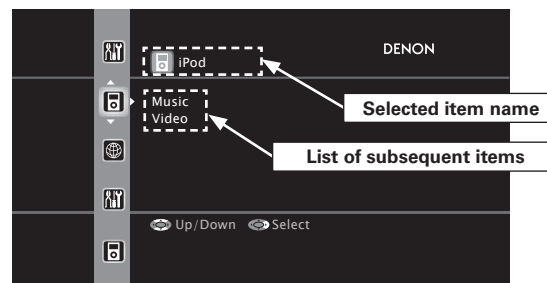 iPod
DENON
Music
Selected item name
Video
List of subsequent items
Up/Down Select